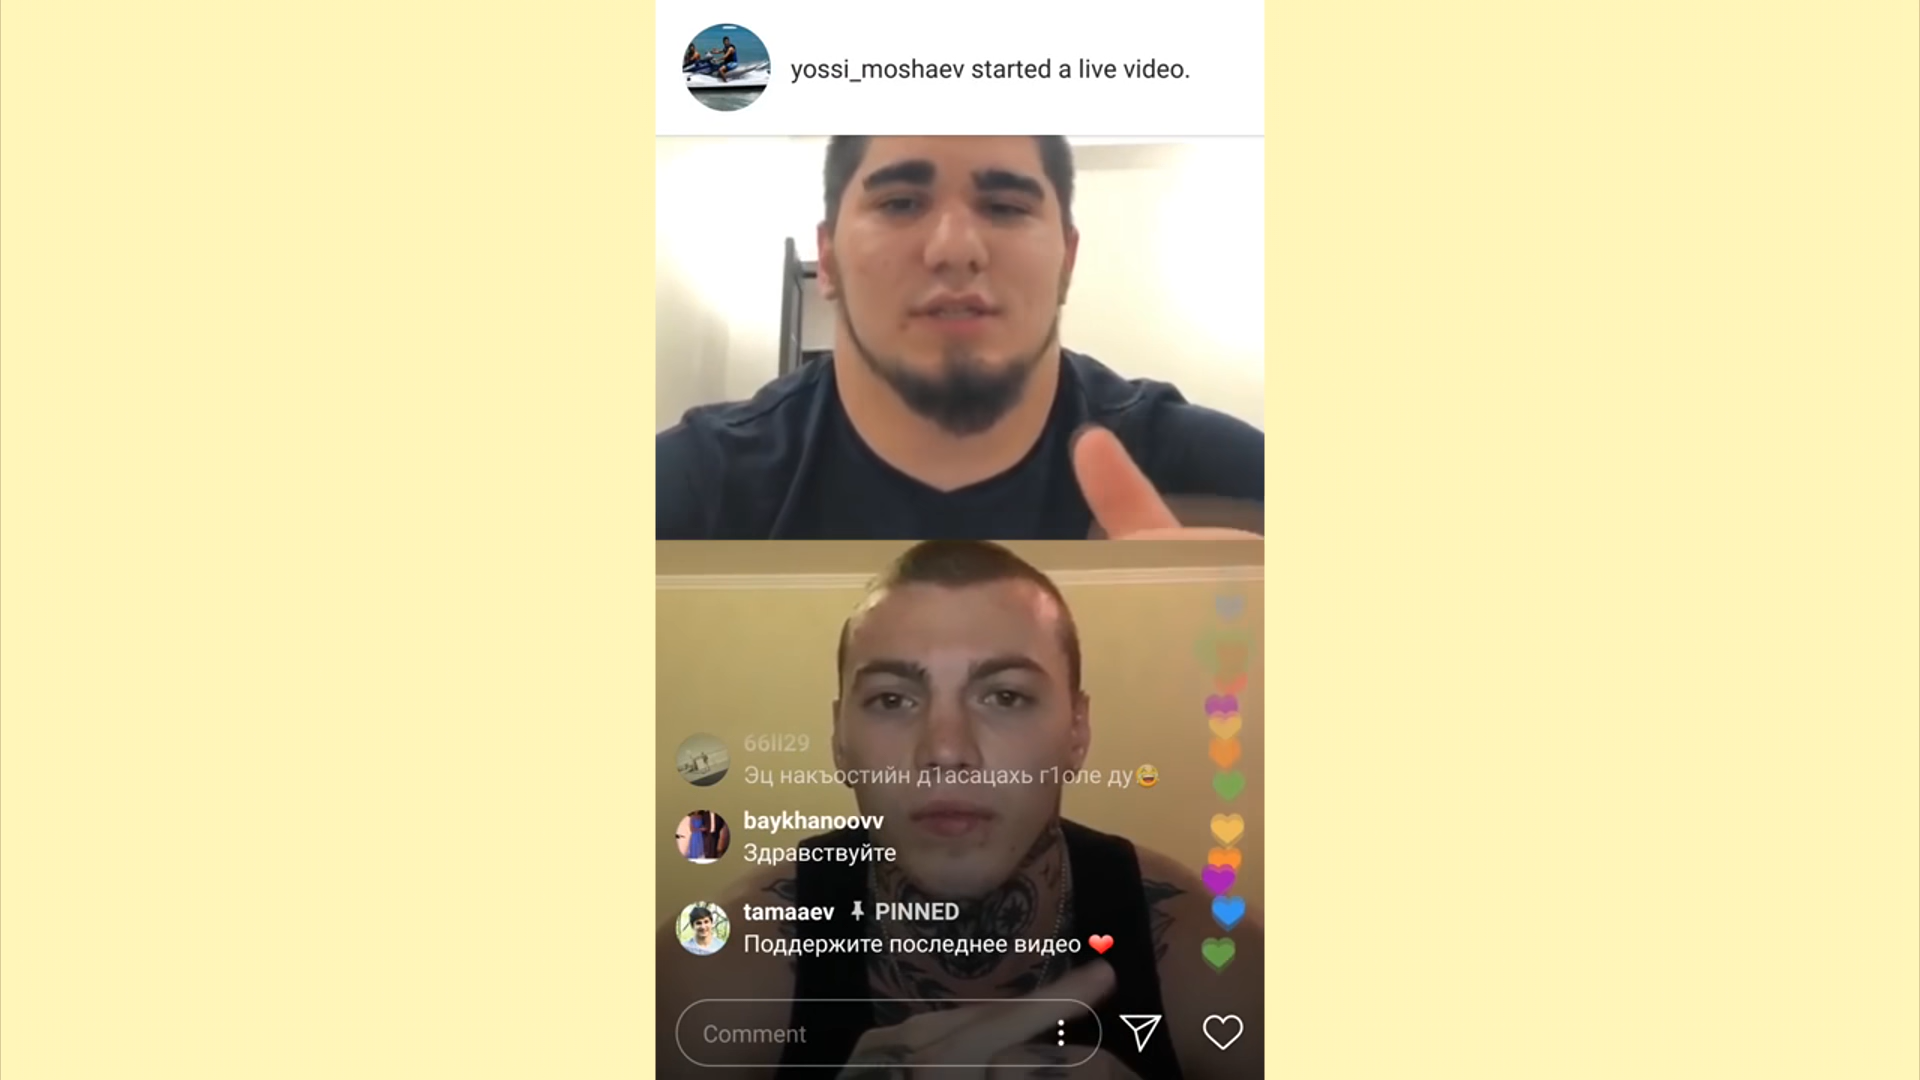 yossi_moshaev started a live video.
66ll29
Эц накъостийн д1асацахь г1оле ду😂
baykhanoovv
Здравствуйте
tamaaev PINNED
Поддержите последнее видео ❤
Comment